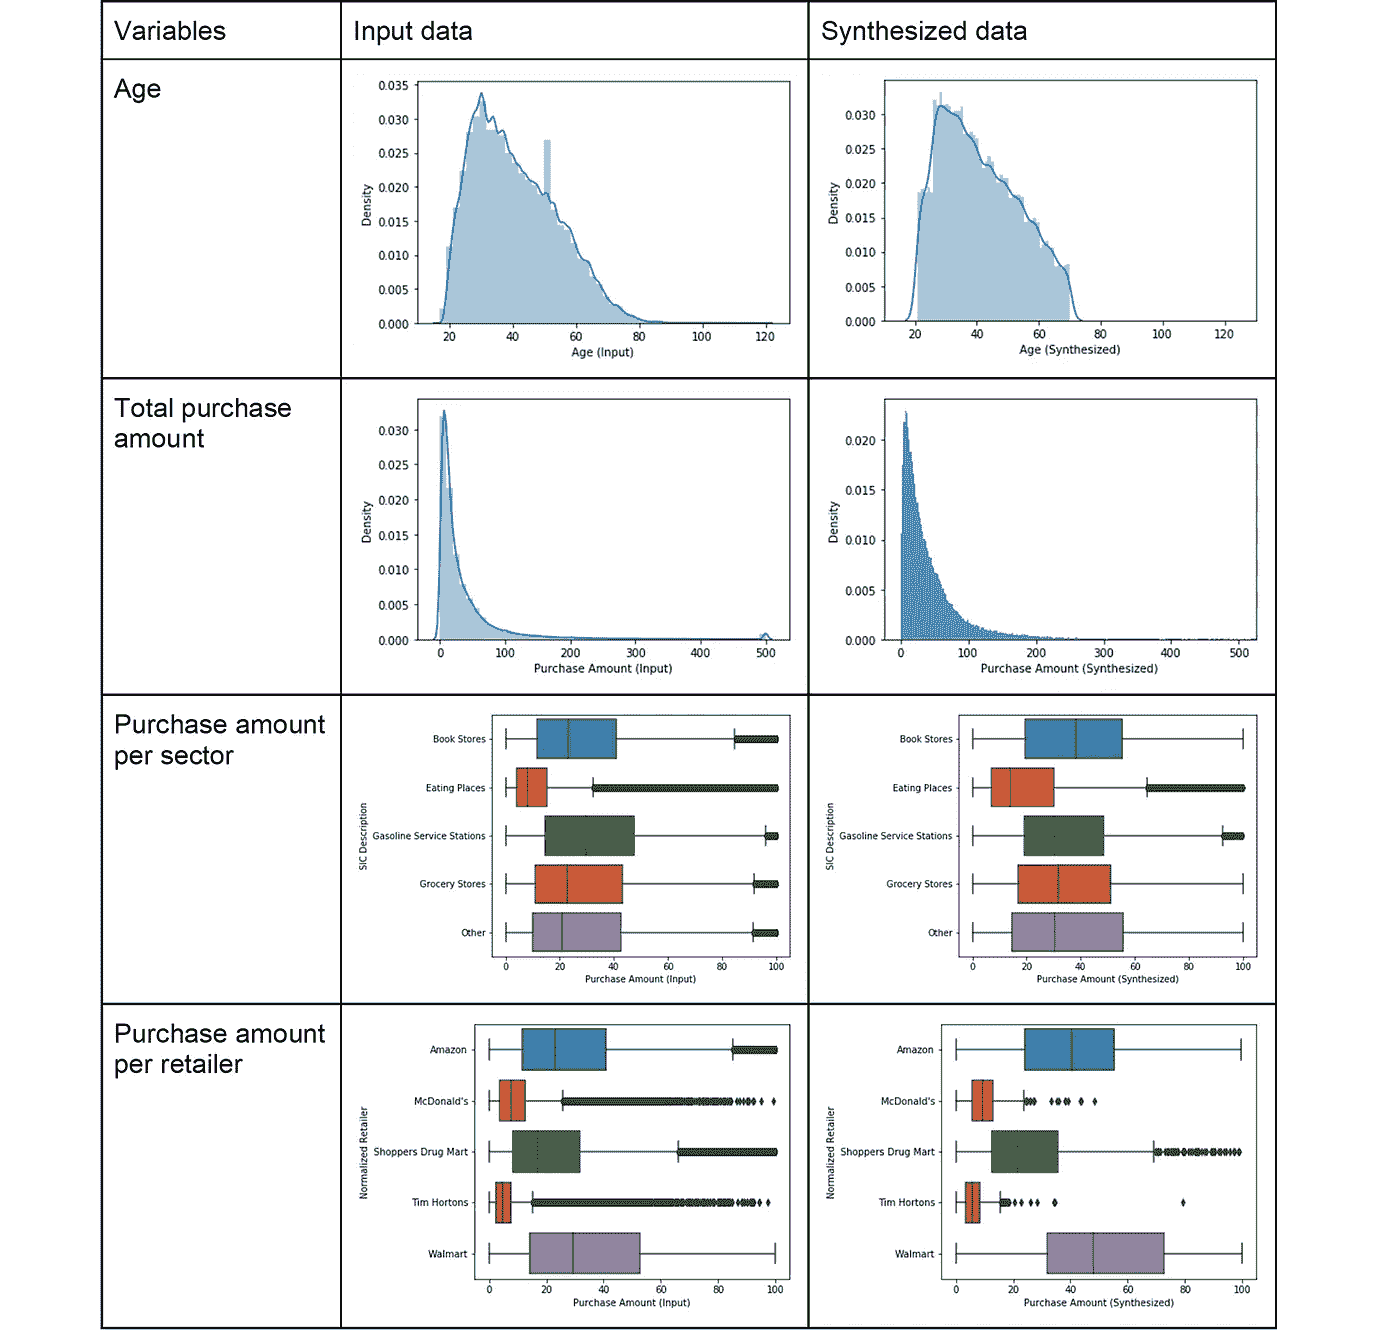 Variables
Input data
Synthesized data
Age
0.035
0.030
0.025
0.020
0.015
0.010
0.005
0.000
Density
20 40 60 80 100 120
Age (Input)
0.030
0.025
0.020
0.015
0.010
0.005
0.000
Density
20 40 60 80 100 120
Age (Synthesized)
Total purchase
amount
0.030
0.025
0.020
0.015
0.010
0.005
0.000
Density
0 100 200 300 400 500
Purchase Amount (Input)
0.020
0.015
0.010
0.005
0.000
Density
0 100 200 300 400 500
Purchase Amount (Synthesized)
Purchase amount
per sector
SIC Description
Book Stores
Eating Places
Gasoline Service Stations
Grocery Stores
Other
0 20 40 60 80 100
Purchase Amount (Input)
SIC Description
Book Stores
Eating Places
Gasoline Service Stations
Grocery Stores
Other
0 20 40 60 80 100
Purchase Amount (Synthesized)
Purchase amount
per retailer
Normalized Retailer
Amazon
McDonald's
Shoppers Drug Mart
Tim Hortons
Walmart
0 20 40 60 80 100
Purchase Amount (Input)
Normalized Retailer
Amazon
McDonald's
Shoppers Drug Mart
Tim Hortons
Walmart
0 20 40 60 80 100
Purchase Amount (Synthesized)